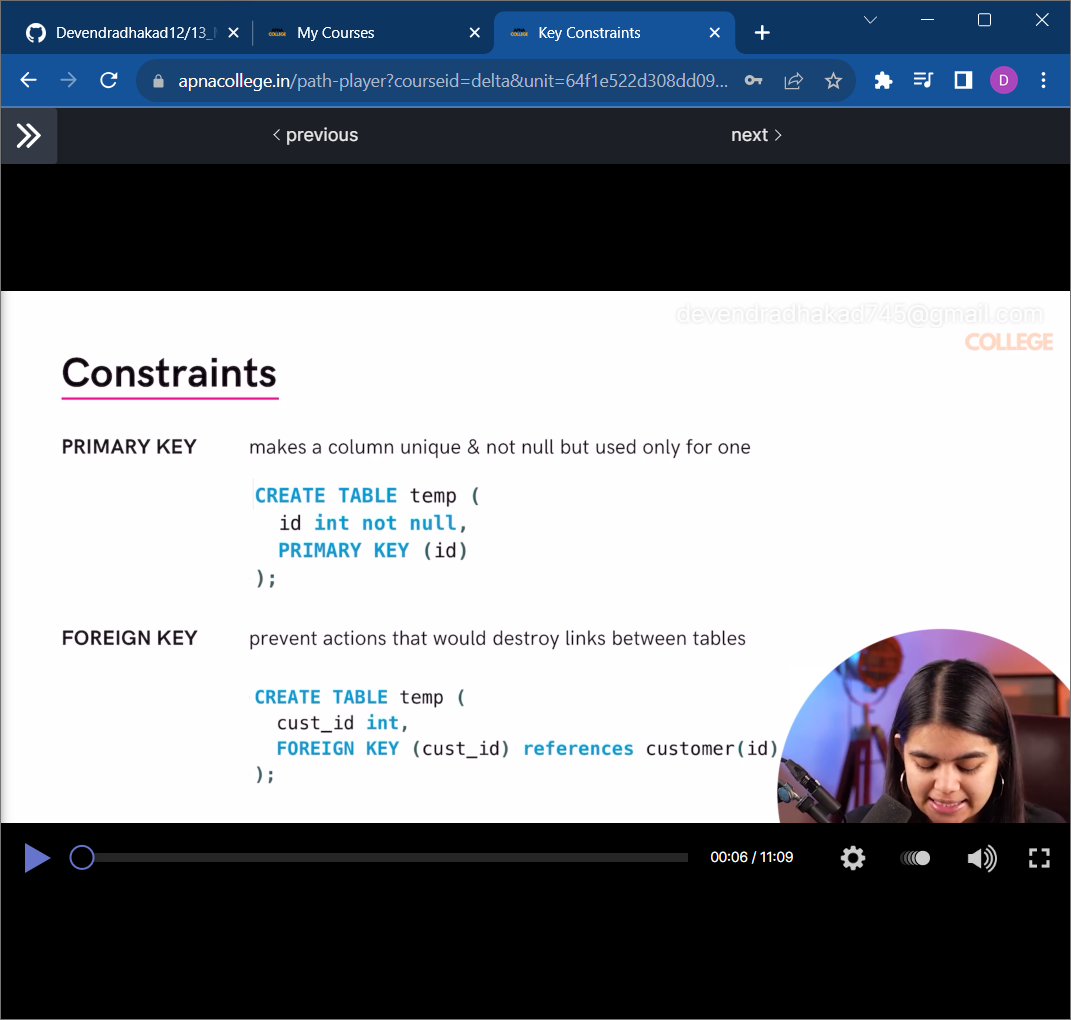 Devendradhakad12/13_
My Courses
Key Constraints
apnacollege.in/path-player?courseid=delta&unit=64f1e522d308dd09...
D
previous
next
devendradhakad745@gmail.com
COLLEGE
Constraints
PRIMARY KEY makes a column unique & not null but used only for one
CREATE TABLE temp (
id int not null,
PRIMARY KEY (id)
);
FOREIGN KEY prevent actions that would destroy links between tables
CREATE TABLE temp (
cust_id int,
FOREIGN KEY (cust_id) references customer(id)
);
00:06 / 11:09